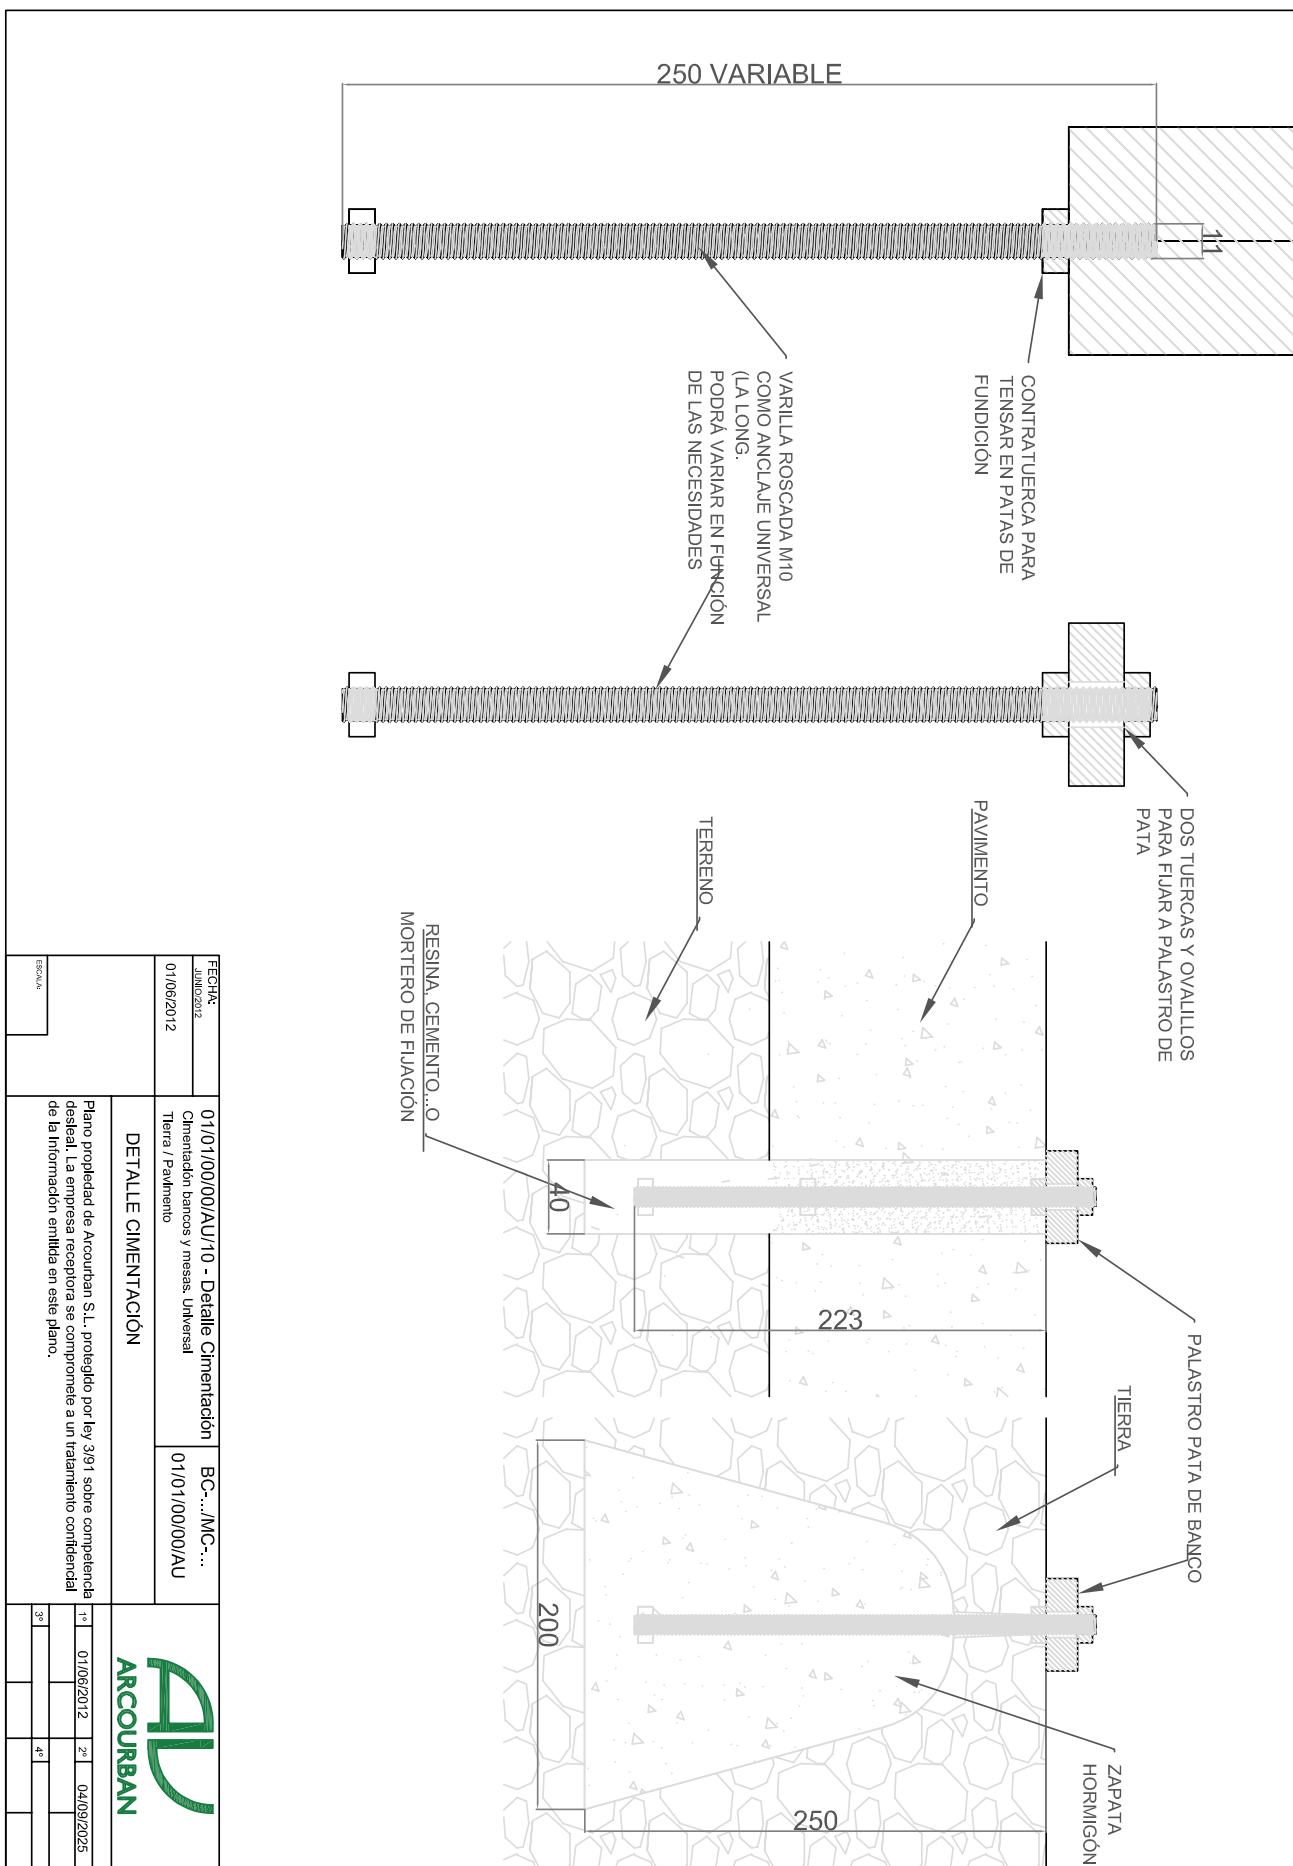 250 VARIABLE
11
CONTRATUERCA PARA
TENSAR EN PATAS DE
FUNDICIÓN
VARILLA ROSCADA M10
COMO ANCLAJE UNIVERSAL
(LA LONG.
PODRÁ VARIAR EN FUNCIÓN
DE LAS NECESIDADES
DOS TUERCAS Y OVALILLOS
PARA FIJAR A PALASTRO DE
PATA
PAVIMENTO
TERRENO
RESINA, CEMENTO,...O
MORTERO DE FIJACIÓN
40
223
PALASTRO PATA DE BANCO
TIERRA
200
250
ZAPATA
HORMIGÓN
FECHA:
JUNIO/2012
01/06/2012
ESCALA:
01/01/00/00/AU/10 - Detalle Cimentación
Cimentación bancos y mesas. Universal
Tierra / Pavimento
BC-.../MC-...
01/01/00/00/AU
DETALLE CIMENTACIÓN
Plano propiedad de Arcourban S.L. protegido por ley 3/91 sobre competencia
desleal. La empresa receptora se compromete a un tratamiento confidencial
de la información emitida en este plano.
ARCOURBAN
1º 01/06/2012 2º 04/09/2025
3º 4º